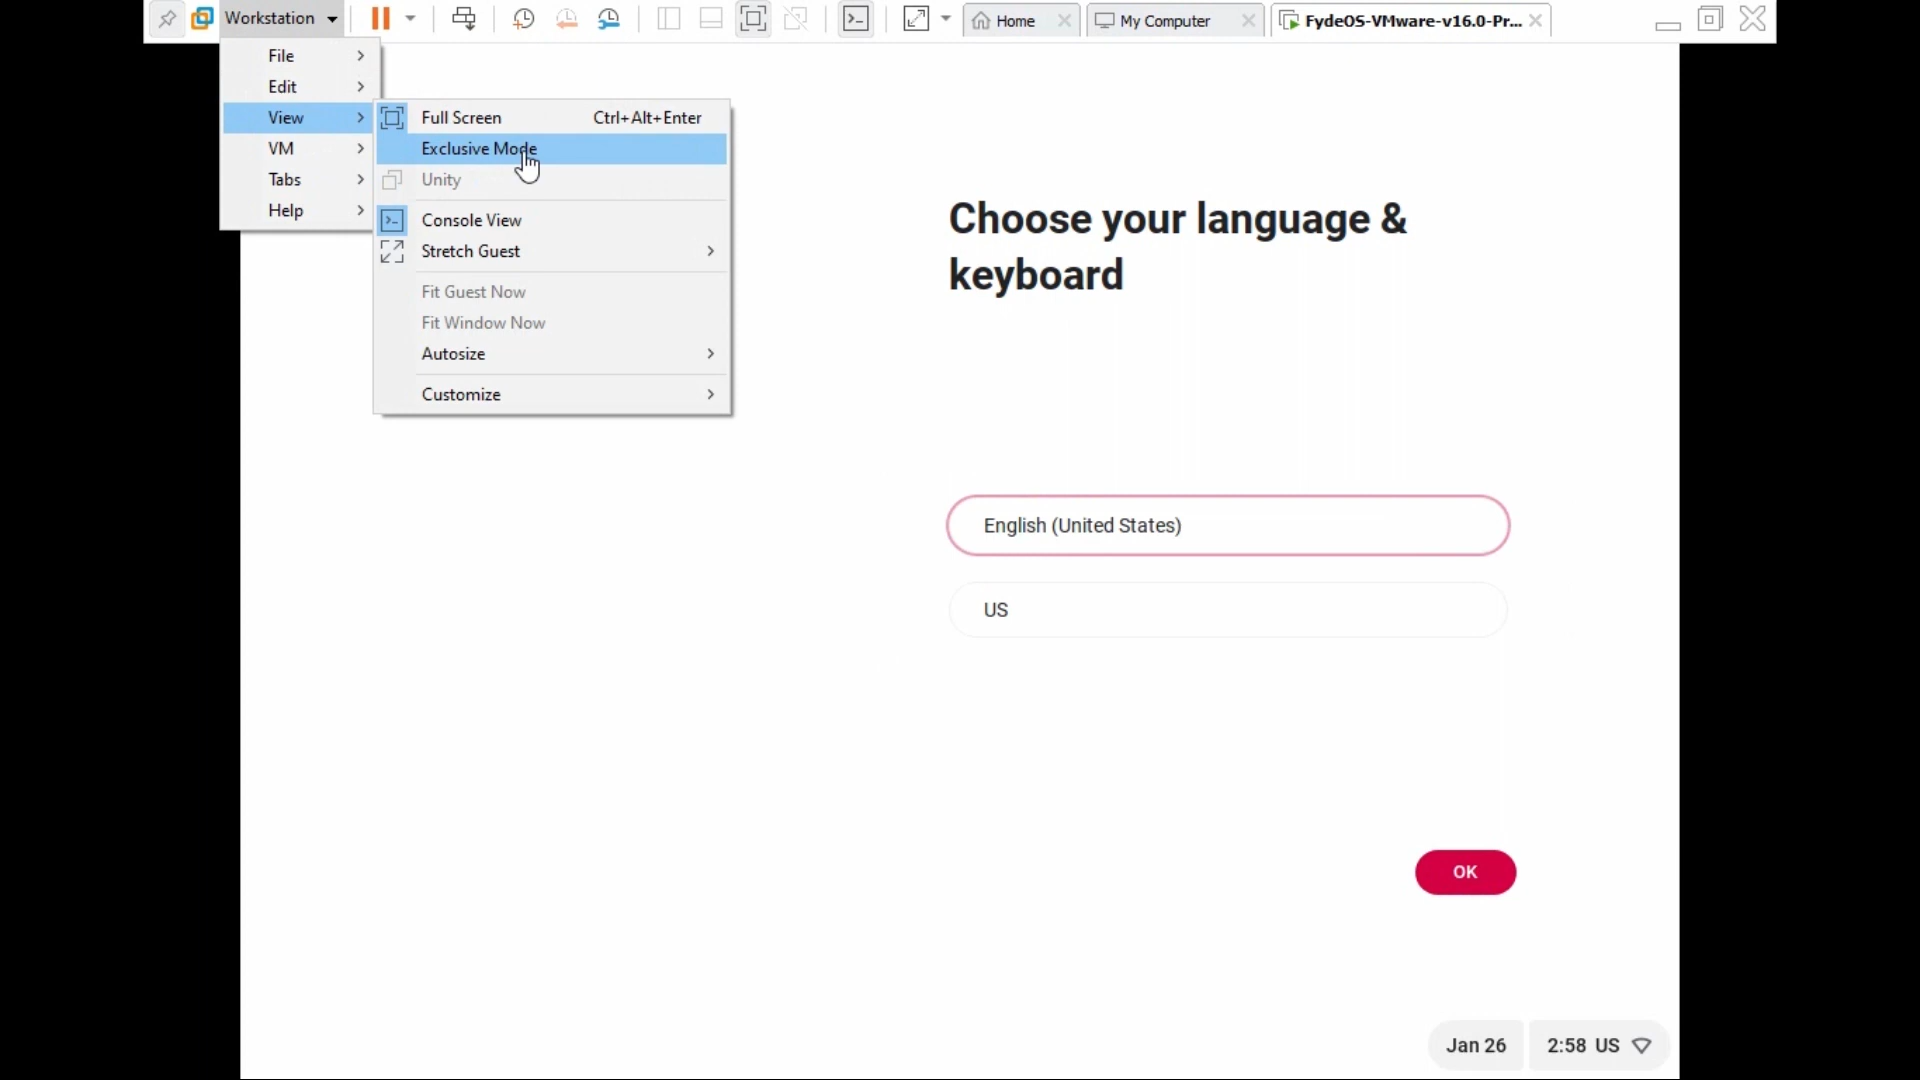 Workstation
Home
My Computer
FydeOS-VMware-v16.0-Pr...
File
Edit
View
VM
Tabs
Help
Full Screen Ctrl+Alt+Enter
Exclusive Mode
Unity
Console View
Stretch Guest
Fit Guest Now
Fit Window Now
Autosize
Customize
Choose your language &
keyboard
English (United States)
US
OK
Jan 26
2:58 US